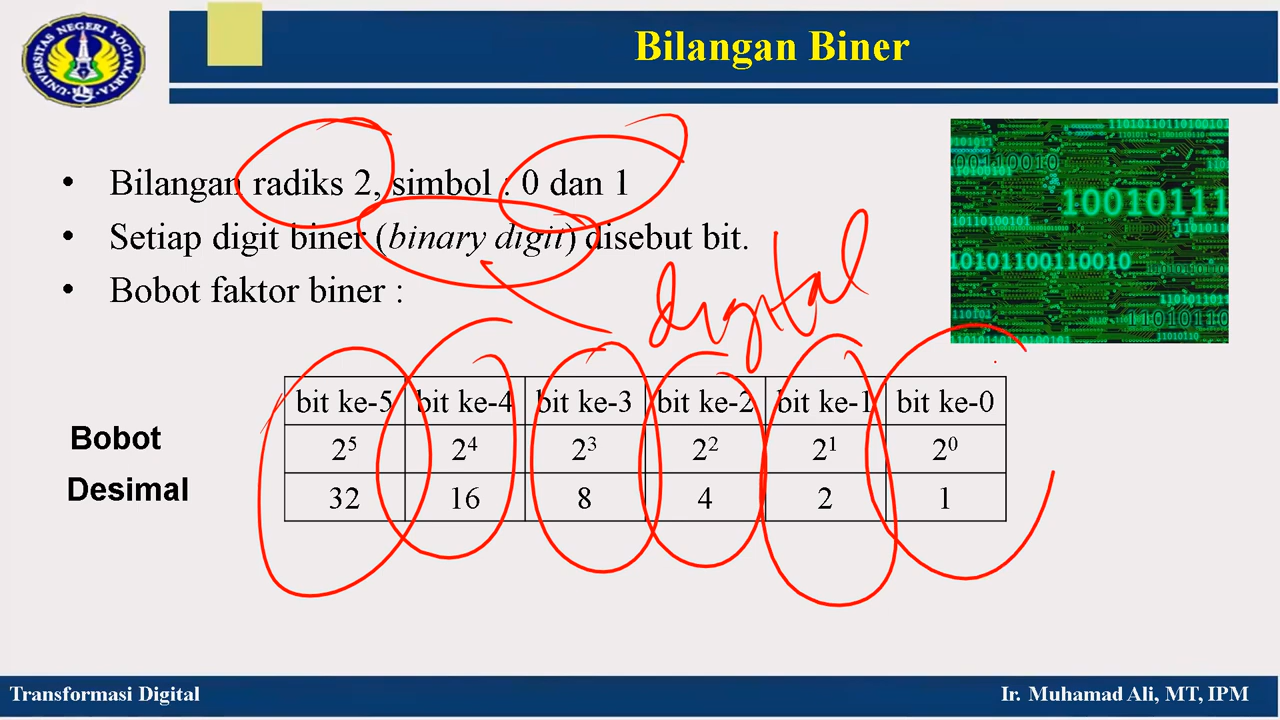 UNIVERSITAS NEGERI YOGYAKARTA
Bilangan Biner
• Bilangan radiks 2, simbol : 0 dan 1
• Setiap digit biner (binary digit) disebut bit.
• Bobot faktor biner :
digital
bit ke-5 bit ke-4 bit ke-3 bit ke-2 bit ke-1 bit ke-0
Bobot 2⁵ 2⁴ 2³ 2² 2¹ 2⁰
Desimal 32 16 8 4 2 1
10010111
10101100110010
Transformasi Digital
Ir. Muhamad Ali, MT, IPM